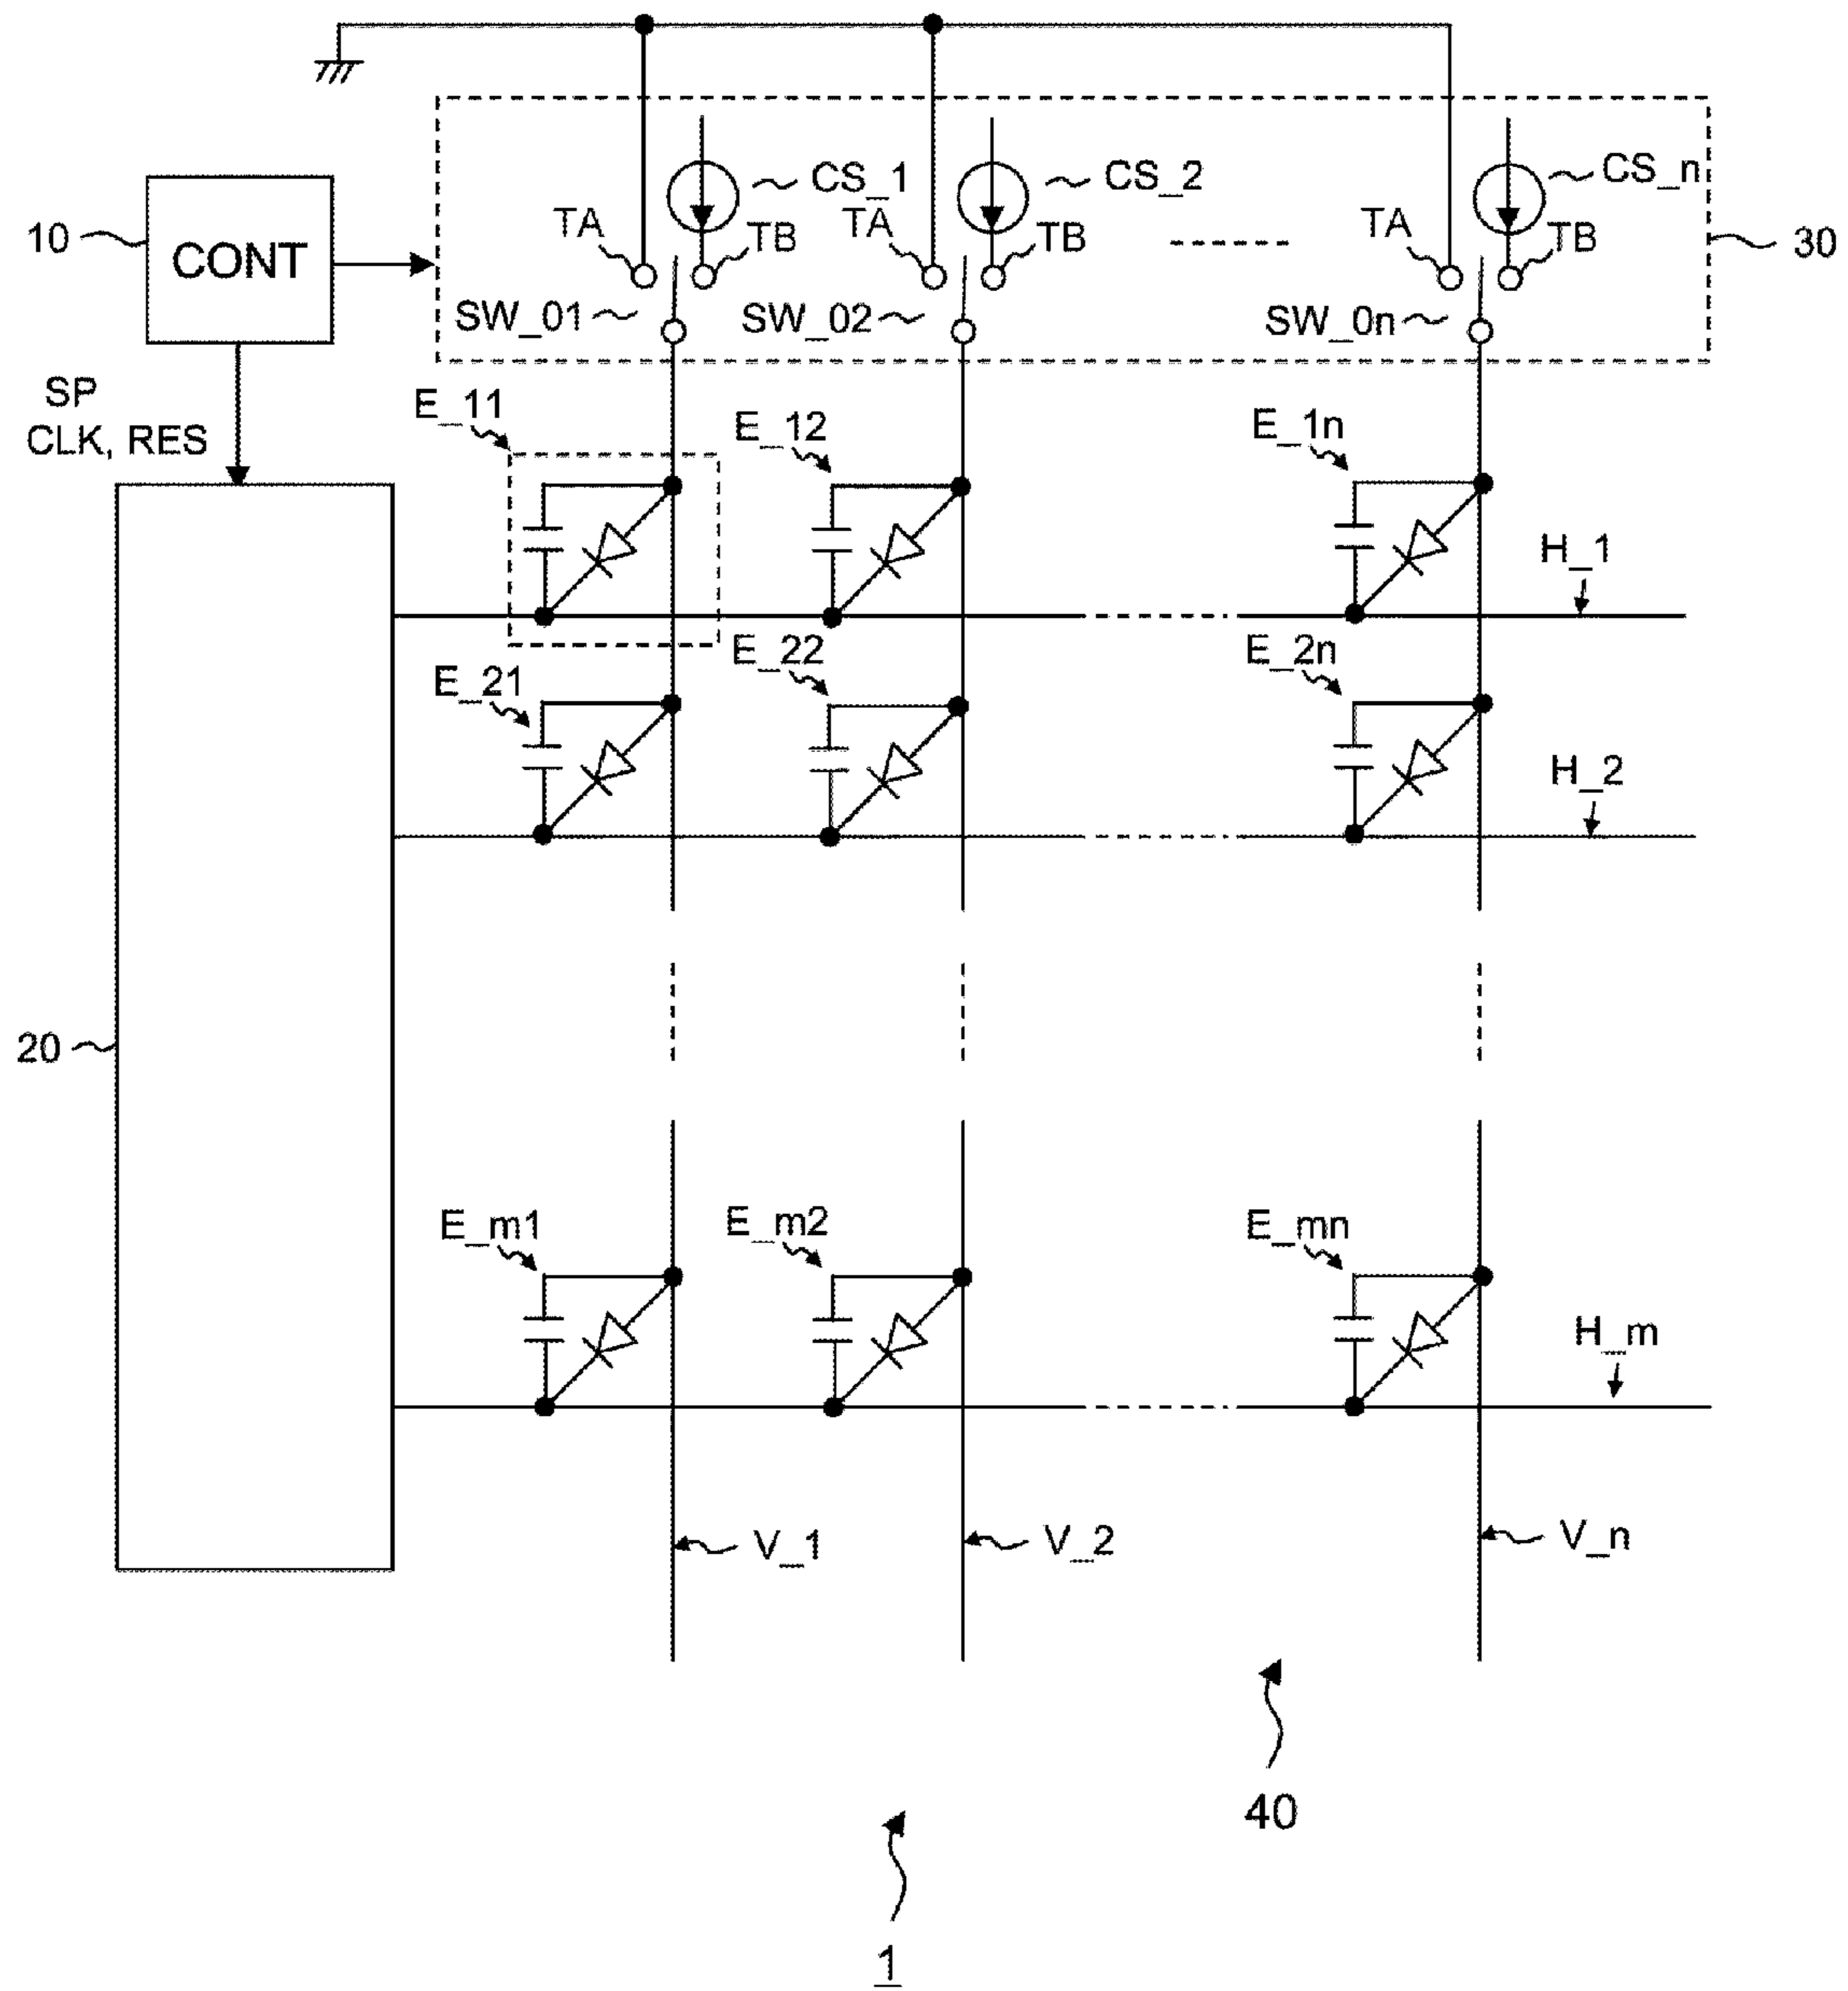 CS_1
CS_2
CS_n
TA
TB
TA
TB
TA
TB
30
10
CONT
SW_01
SW_02
SW_0n
SP
CLK, RES
E_11
E_12
E_1n
H_1
E_21
E_22
E_2n
H_2
20
E_m1
E_m2
E_mn
H_m
V_1
V_2
V_n
40
1